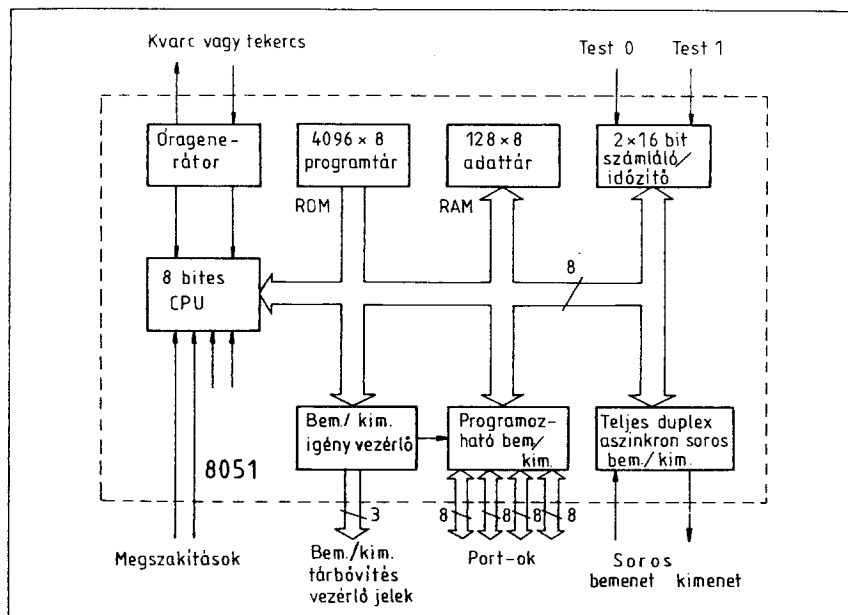 Kvarc vagy tekercs
Test 0
Test 1
Óragene-
rátor
4096 × 8
programtár
128 × 8
adattár
2×16 bit
számláló/
időzítő
ROM
RAM
8 bites
CPU
8
Bem./ kim.
igény vezérlő
Programoz-
ható bem./
kim.
Teljes duplex
aszinkron soros
bem./kim.
8051
3
8
8
8
8
Megszakítások
Bem./kim.
tárbővítés
vezérlő jelek
Port-ok
Soros
bemenet kimenet